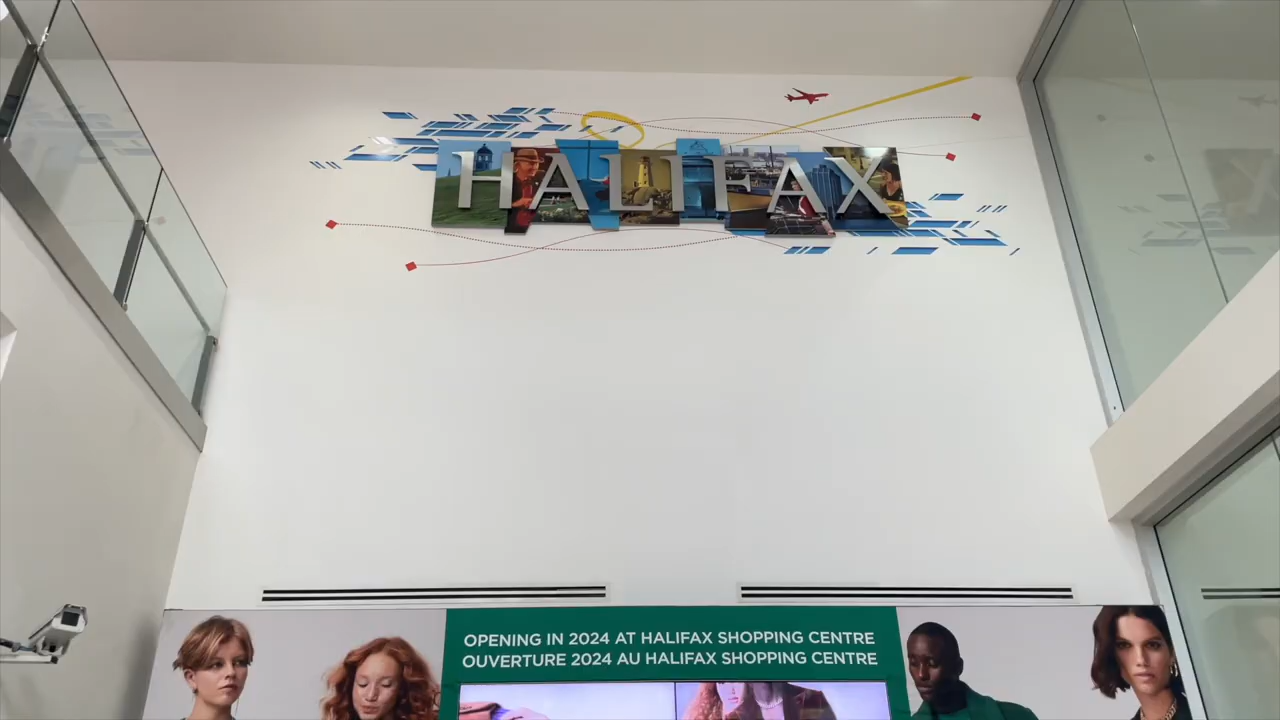 HALIFAX
OPENING IN 2024 AT HALIFAX SHOPPING CENTRE
OUVERTURE 2024 AU HALIFAX SHOPPING CENTRE